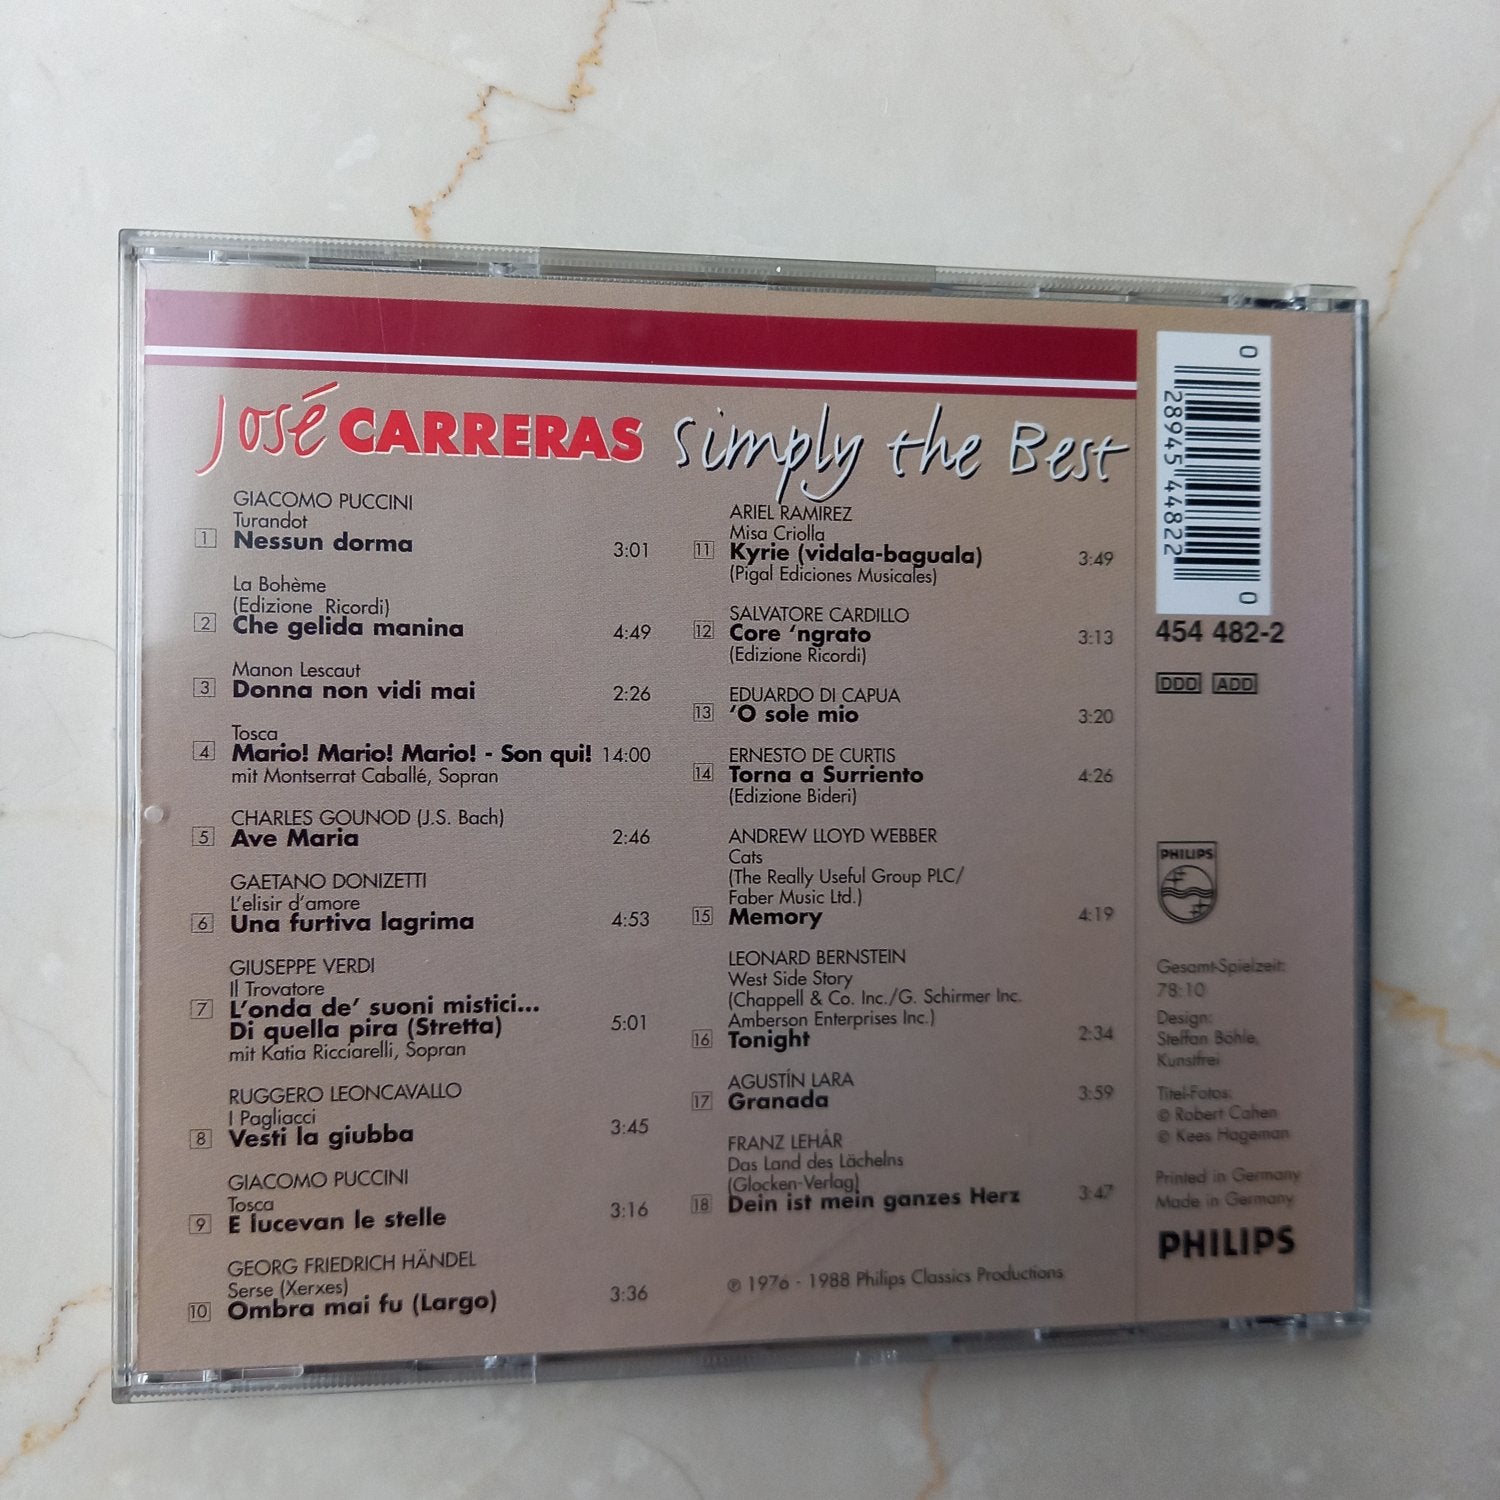 José CARRERAS Simply the Best
GIACOMO PUCCINI
Turandot
1 Nessun dorma 3:01
La Bohème
(Edizione Ricordi)
2 Che gelida manina 4:49
Manon Lescaut
3 Donna non vidi mai 2:26
Tosca
4 Mario! Mario! Mario! - Son qui! 14:00
mit Montserrat Caballé, Sopran
CHARLES GOUNOD (J.S. Bach)
5 Ave Maria 2:46
GAETANO DONIZETTI
L'elisir d'amore
6 Una furtiva lagrima 4:53
GIUSEPPE VERDI
Il Trovatore
7 L'onda de' suoni mistici...
Di quella pira (Stretta) 5:01
mit Katia Ricciarelli, Sopran
RUGGERO LEONCAVALLO
I Pagliacci
8 Vesti la giubba 3:45
GIACOMO PUCCINI
Tosca
9 E lucevan le stelle 3:16
GEORG FRIEDRICH HÄNDEL
Serse (Xerxes)
10 Ombra mai fu (Largo) 3:36
ARIEL RAMIREZ
Misa Criolla
11 Kyrie (vidala-baguala) 3:49
(Pigal Ediciones Musicales)
SALVATORE CARDILLO
12 Core 'ngrato 3:13
(Edizione Ricordi)
EDUARDO DI CAPUA
13 'O sole mio 3:20
ERNESTO DE CURTIS
14 Torna a Surriento 4:26
(Edizione Bideri)
ANDREW LLOYD WEBBER
Cats
(The Really Useful Group PLC/
Faber Music Ltd.)
15 Memory 4:19
LEONARD BERNSTEIN
West Side Story
(Chappell & Co. Inc./G. Schirmer Inc.
Amberson Enterprises Inc.)
16 Tonight 2:34
AGUSTÍN LARA
17 Granada 3:59
FRANZ LEHÂR
Das Land des Lächelns
(Glocken-Verlag)
18 Dein ist mein ganzes Herz 3:47
℗ 1976 - 1988 Philips Classics Productions
0 28945 44822 0
454 482-2
DDD ADD
PHILIPS
Gesamt-Spielzeit:
78:10
Design:
Steffan Böhle,
Kunstfrei
Titel-Fotos:
© Robert Cahen
© Kees Hageman
Printed in Germany
Made in Germany
PHILIPS